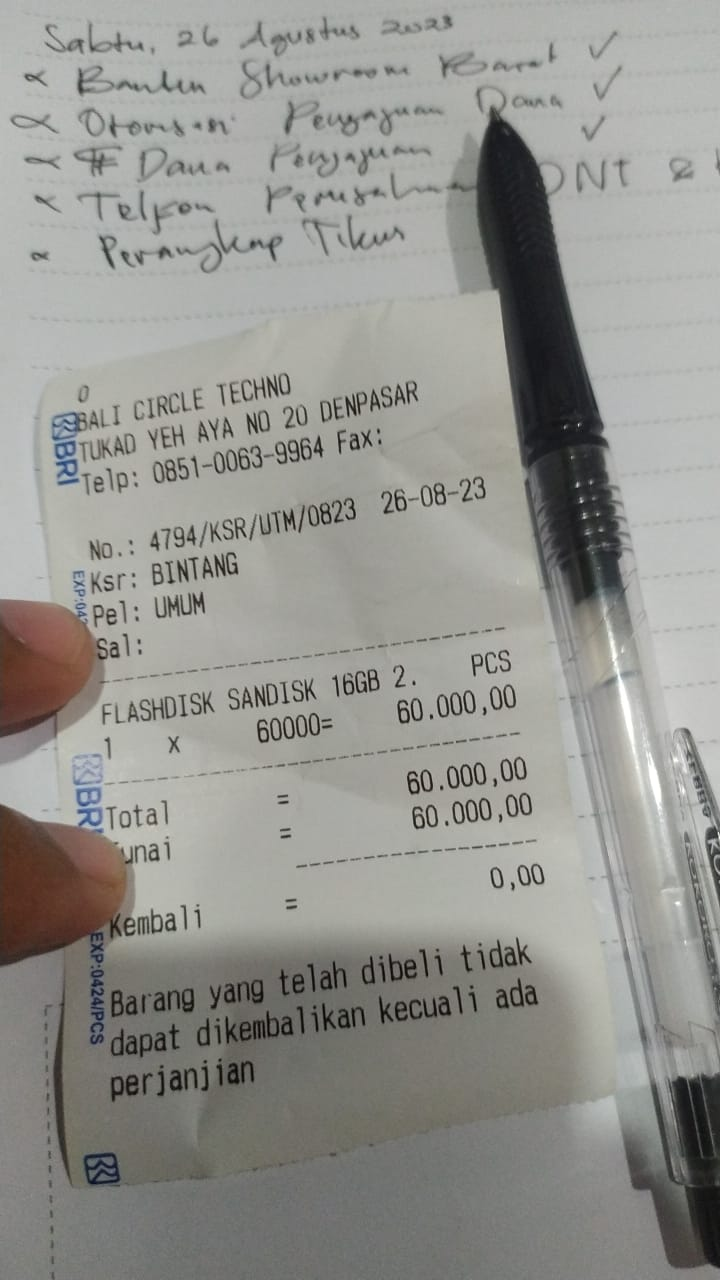 Sabtu, 26 Agustus 2023
∝ Showroom Barat ✓
∝ Otorisasi Pengajuan Dana ✓
∝ # Dana Pengajuan ✓
∝ Telfon Perusahaan ONT &
∝ Perangkap Tikus
0
BALI CIRCLE TECHNO
TUKAD YEH AYA NO 20 DENPASAR
Telp: 0851-0063-9964 Fax:
No.: 4794/KSR/UTM/0823 26-08-23
Ksr: BINTANG
Pel: UMUM
Sal:
FLASHDISK SANDISK 16GB 2. PCS
1 X 60000= 60.000,00
Total = 60.000,00
unai = 60.000,00
Kembali = 0,00
Barang yang telah dibeli tidak
dapat dikembalikan kecuali ada
perjanjian
BRI
EXP:04
BRI
EXP:0424/PCS